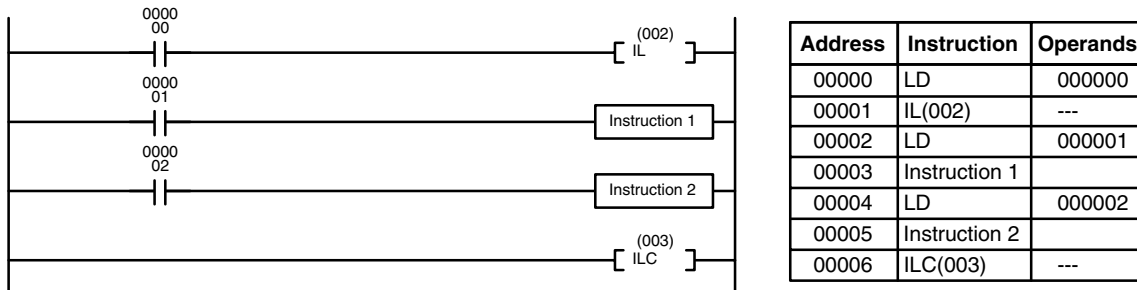 0000
00
(002)
IL
0000
01
Instruction 1
0000
02
Instruction 2
(003)
ILC
Address Instruction Operands
00000 LD 000000
00001 IL(002) ---
00002 LD 000001
00003 Instruction 1
00004 LD 000002
00005 Instruction 2
00006 ILC(003) ---